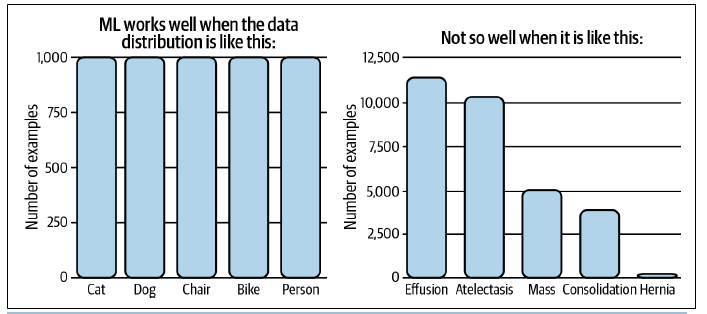 ML works well when the data
distribution is like this:
Number of examples
1,000
750
500
250
0
Cat Dog Chair Bike Person
Not so well when it is like this:
Number of examples
12,500
10,000
7,500
5,000
2,500
0
Effusion Atelectasis Mass Consolidation Hernia